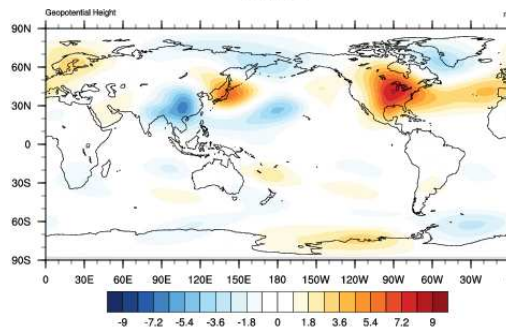 Geopotential Height
90N
60N
30N
0
30S
60S
90S
0 30E 60E 90E 120E 150E 180 150W 120W 90W 60W 30W
-9 -7.2 -5.4 -3.6 -1.8 0 1.8 3.6 5.4 7.2